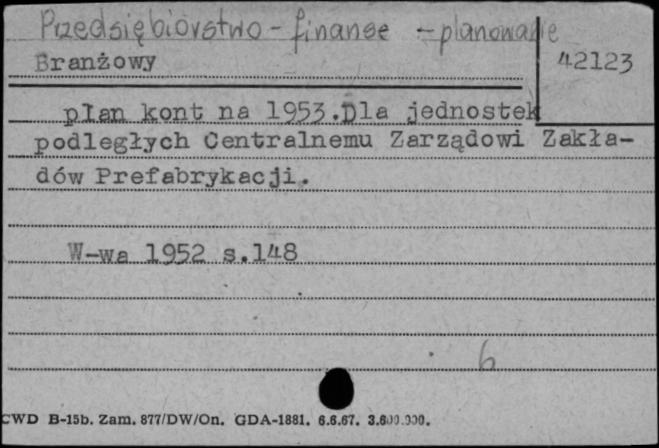 Przedsiębiorstwo - finanse - planowanie
Branżowy 42123
plan kont na 1953.Dla jednostek
podległych Centralnemu Zarządowi Zakła-
dów Prefabrykacji.
W-wa 1952 s.148
6
CWD B-15b. Zam. 877/DW/On. GDA-1881. 6.6.67. 3.600.000.